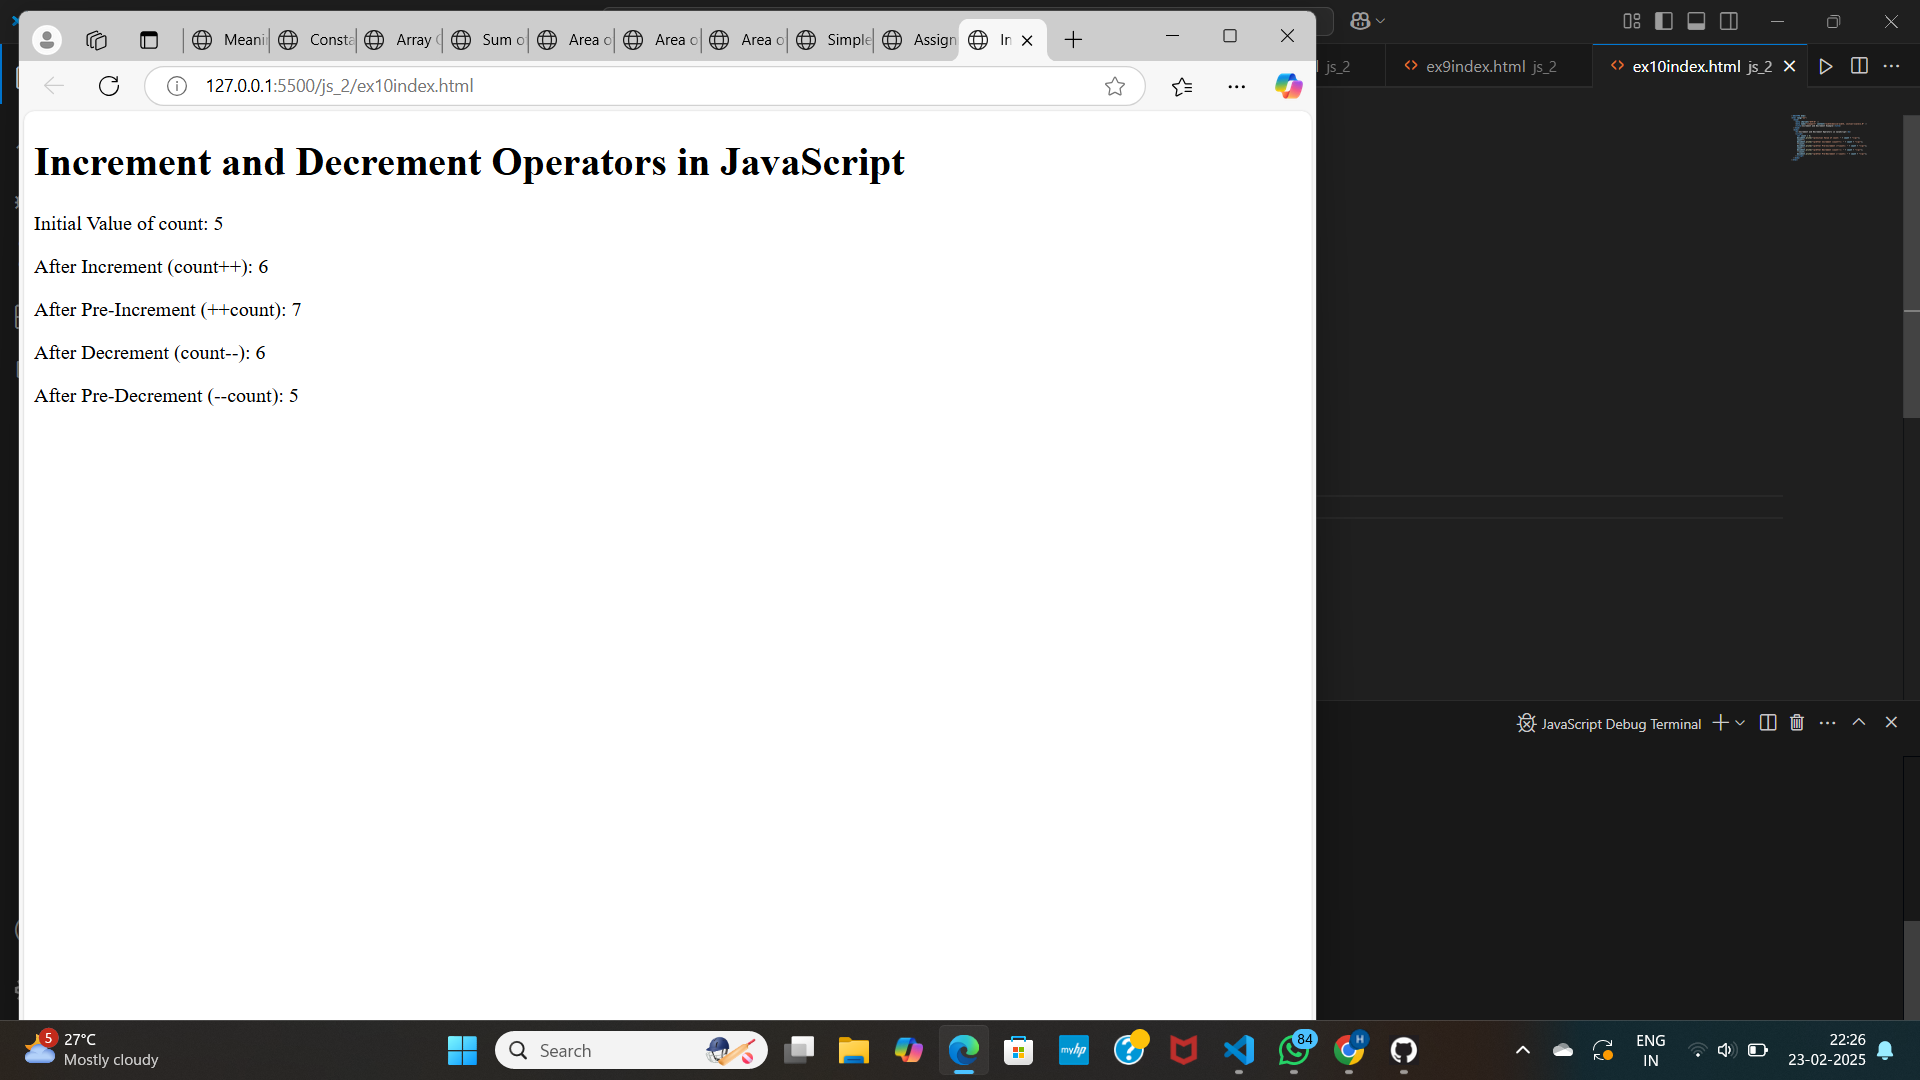 Meani
Consta
Array
Sum o
Area o
Area o
Area o
Simple
Assign
In
js_2
ex9index.html js_2
ex10index.html js_2
127.0.0.1:5500/js_2/ex10index.html
Increment and Decrement Operators in JavaScript
Initial Value of count: 5
After Increment (count++): 6
After Pre-Increment (++count): 7
After Decrement (count--): 6
After Pre-Decrement (--count): 5
JavaScript Debug Terminal
5
27°C
Mostly cloudy
Search
myhp
84
H
ENG
IN
22:26
23-02-2025